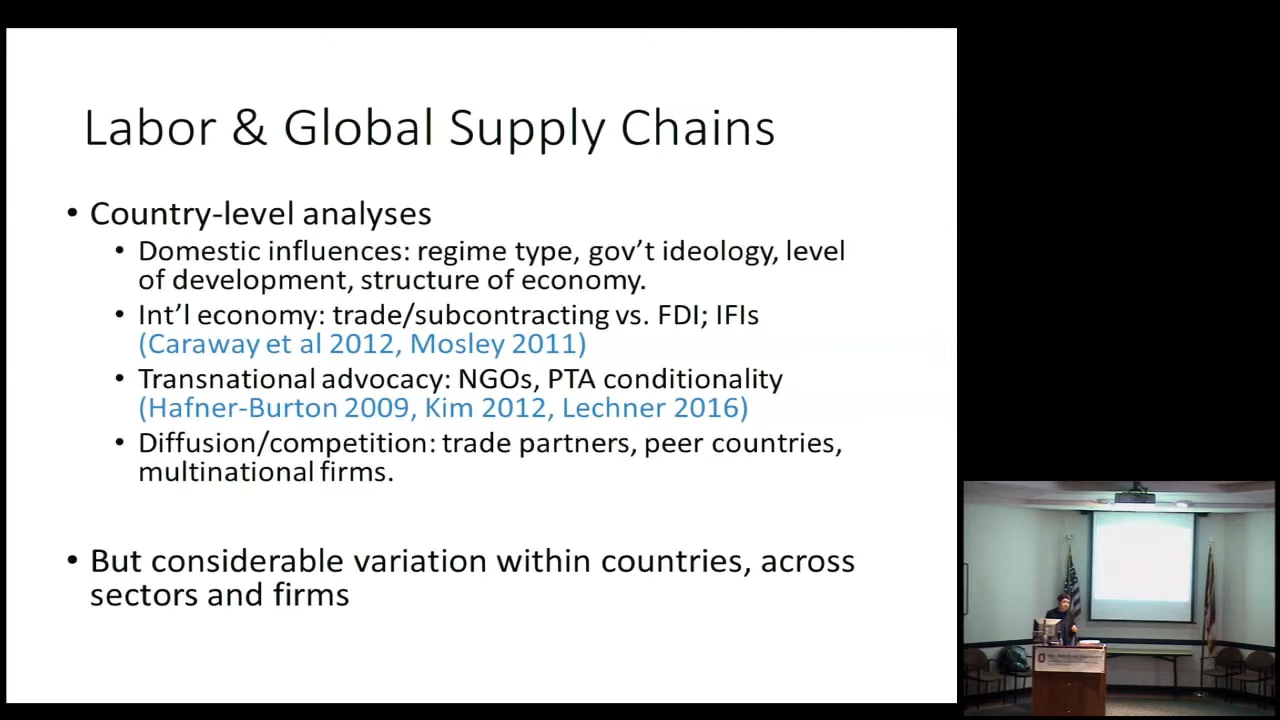 Labor & Global Supply Chains
• Country-level analyses
• Domestic influences: regime type, gov’t ideology, level
of development, structure of economy.
• Int’l economy: trade/subcontracting vs. FDI; IFIs
(Caraway et al 2012, Mosley 2011)
• Transnational advocacy: NGOs, PTA conditionality
(Hafner-Burton 2009, Kim 2012, Lechner 2016)
• Diffusion/competition: trade partners, peer countries,
multinational firms.
• But considerable variation within countries, across
sectors and firms